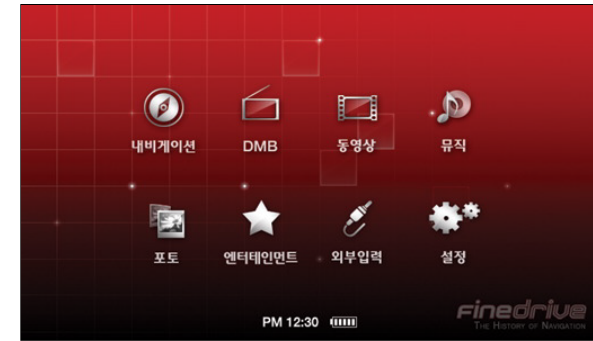 내비게이션 DMB 동영상 뮤직
포토 엔터테인먼트 외부입력 설정
PM 12:30
Finedrive
The History of Navigation